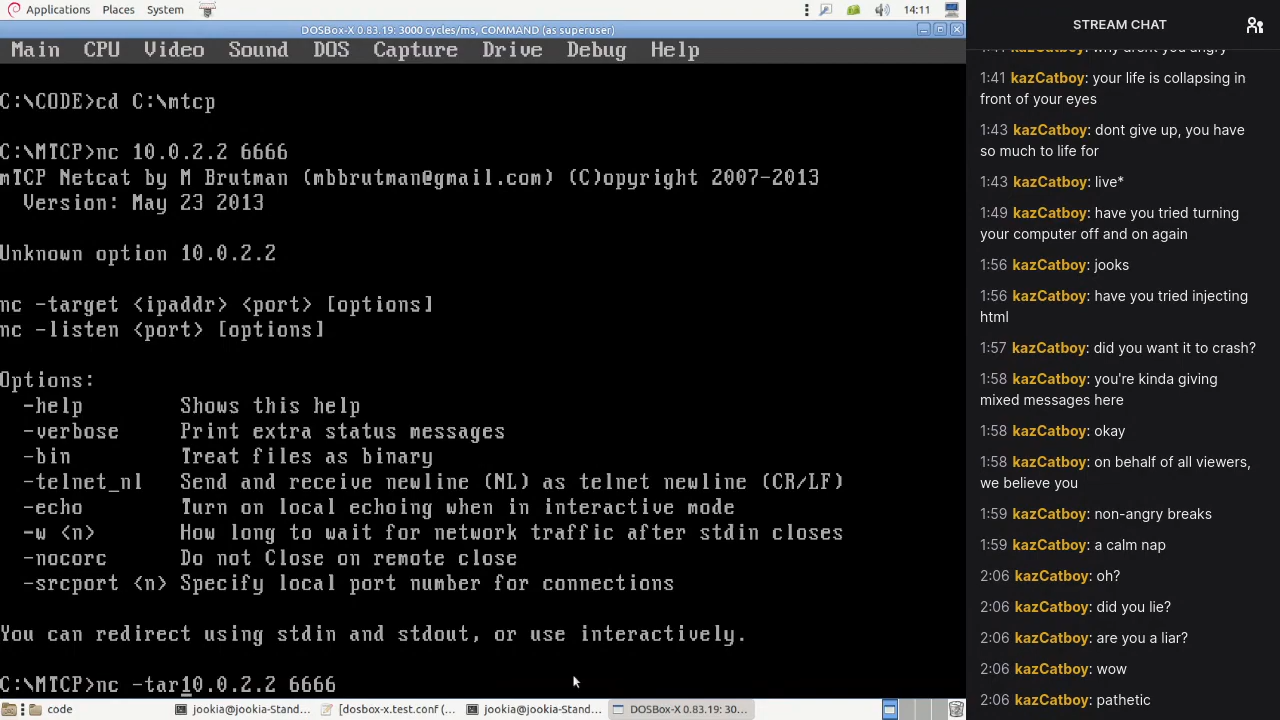 Applications Places System 14:11
DOSBox-X 0.83.19: 3000 cycles/ms, COMMAND (as superuser)
Main CPU Video Sound DOS Capture Drive Debug Help
C:\CODE>cd C:\mtcp
C:\MTCP>nc 10.0.2.2 6666
mTCP Netcat by M Brutman (mbbrutman@gmail.com) (C)opyright 2007-2013
Version: May 23 2013
Unknown option 10.0.2.2
nc -target <ipaddr> <port> [options]
nc -listen <port> [options]
Options:
-help Shows this help
-verbose Print extra status messages
-bin Treat files as binary
-telnet_nl Send and receive newline (NL) as telnet newline (CR/LF)
-echo Turn on local echoing when in interactive mode
-w <n> How long to wait for network traffic after stdin closes
-nocorc Do not Close on remote close
-srcport <n> Specify local port number for connections
You can redirect using stdin and stdout, or use interactively.
C:\MTCP>nc -tar10.0.2.2 6666
code jookia@jookia-Stand... [dosbox-x.test.conf (... jookia@jookia-Stand... DOSBox-X 0.83.19: 30...
STREAM CHAT
1:41 kazCatboy: why arent you angry
1:41 kazCatboy: your life is collapsing in
front of your eyes
1:43 kazCatboy: dont give up, you have
so much to life for
1:43 kazCatboy: live*
1:49 kazCatboy: have you tried turning
your computer off and on again
1:56 kazCatboy: jooks
1:56 kazCatboy: have you tried injecting
html
1:57 kazCatboy: did you want it to crash?
1:58 kazCatboy: you're kinda giving
mixed messages here
1:58 kazCatboy: okay
1:58 kazCatboy: on behalf of all viewers,
we believe you
1:59 kazCatboy: non-angry breaks
1:59 kazCatboy: a calm nap
2:06 kazCatboy: oh?
2:06 kazCatboy: did you lie?
2:06 kazCatboy: are you a liar?
2:06 kazCatboy: wow
2:06 kazCatboy: pathetic